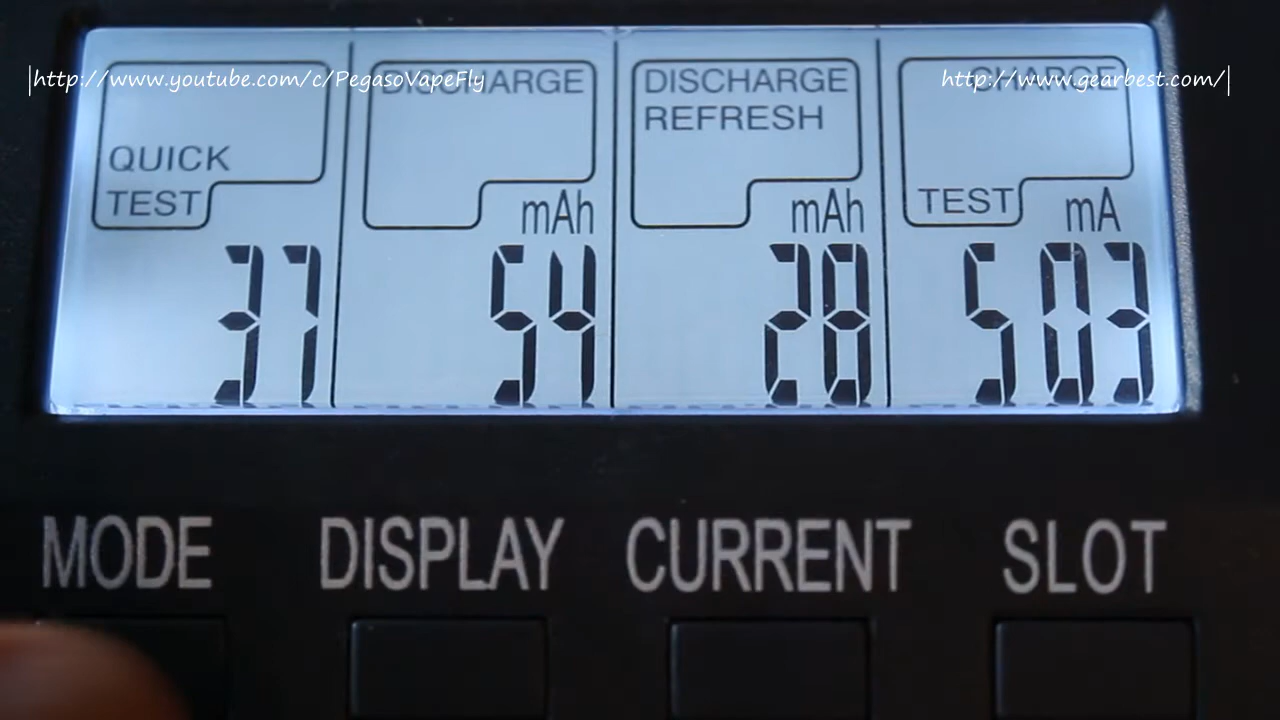 |http://www.youtube.com/c/PegasoVapeFly
http://www.gearbest.com/|
QUICK
TEST
37
DISCHARGE
mAh
54
DISCHARGE
REFRESH
mAh
28
CHARGE
TEST
mA
503
MODE DISPLAY CURRENT SLOT